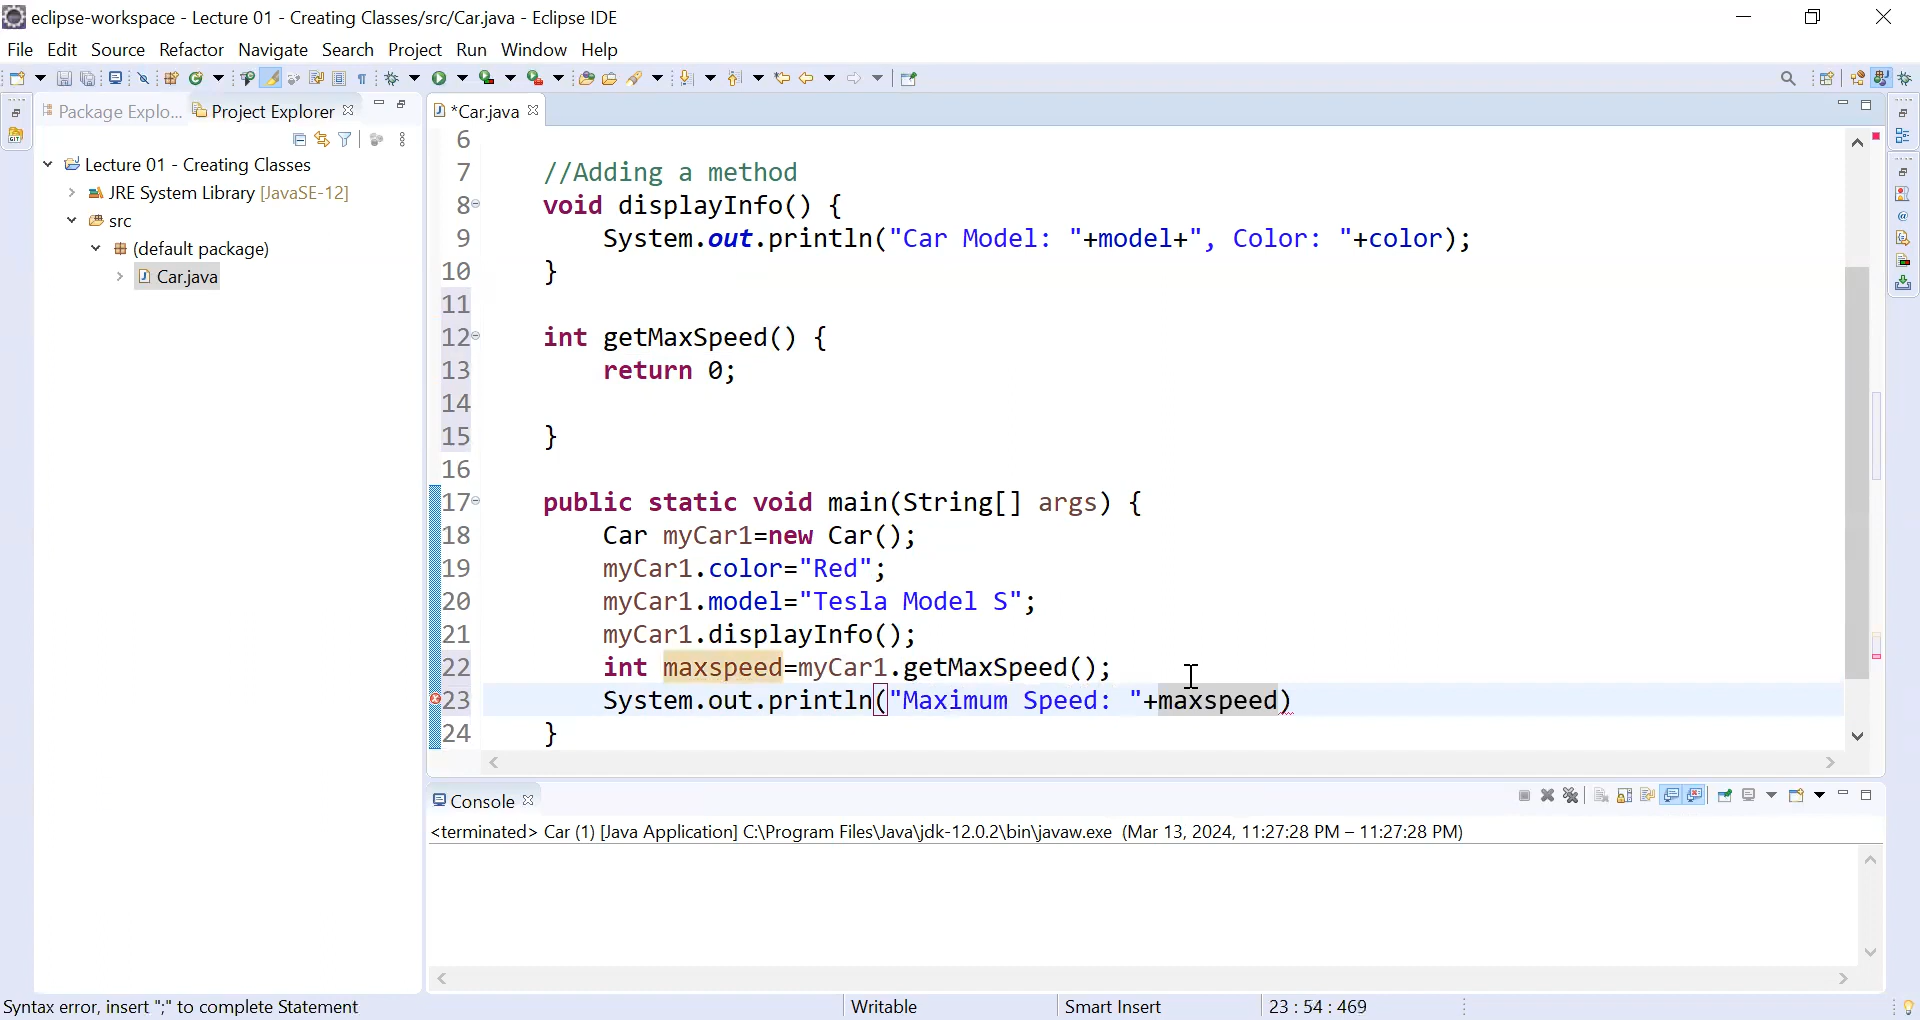 eclipse-workspace - Lecture 01 - Creating Classes/src/Car.java - Eclipse IDE
File Edit Source Refactor Navigate Search Project Run Window Help
Package Explo... Project Explorer
*Car.java
Lecture 01 - Creating Classes
JRE System Library [JavaSE-12]
src
(default package)
Car.java
6
7 //Adding a method
8 void displayInfo() {
9 System.out.println("Car Model: "+model+", Color: "+color);
10 }
11
12 int getMaxSpeed() {
13 return 0;
14
15 }
16
17 public static void main(String[] args) {
18 Car myCar1=new Car();
19 myCar1.color="Red";
20 myCar1.model="Tesla Model S";
21 myCar1.displayInfo();
22 int maxspeed=myCar1.getMaxSpeed();
23 System.out.println("Maximum Speed: "+maxspeed)
24 }
Console
<terminated> Car (1) [Java Application] C:\Program Files\Java\jdk-12.0.2\bin\javaw.exe (Mar 13, 2024, 11:27:28 PM – 11:27:28 PM)
Syntax error, insert ";" to complete Statement Writable Smart Insert 23 : 54 : 469